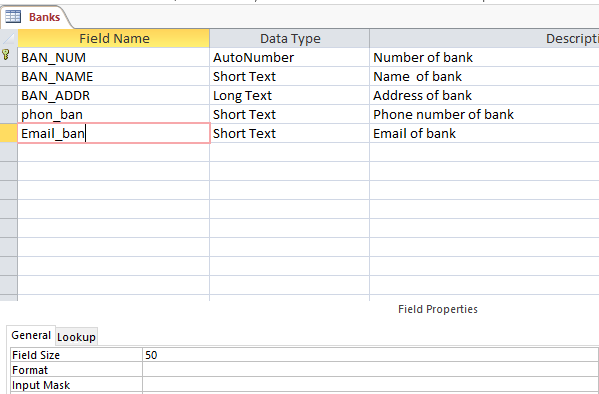 Banks
Field Name Data Type Descripti
BAN_NUM AutoNumber Number of bank
BAN_NAME Short Text Name of bank
BAN_ADDR Long Text Address of bank
phon_ban Short Text Phone number of bank
Email_ban Short Text Email of bank
Field Properties
General Lookup
Field Size 50
Format
Input Mask